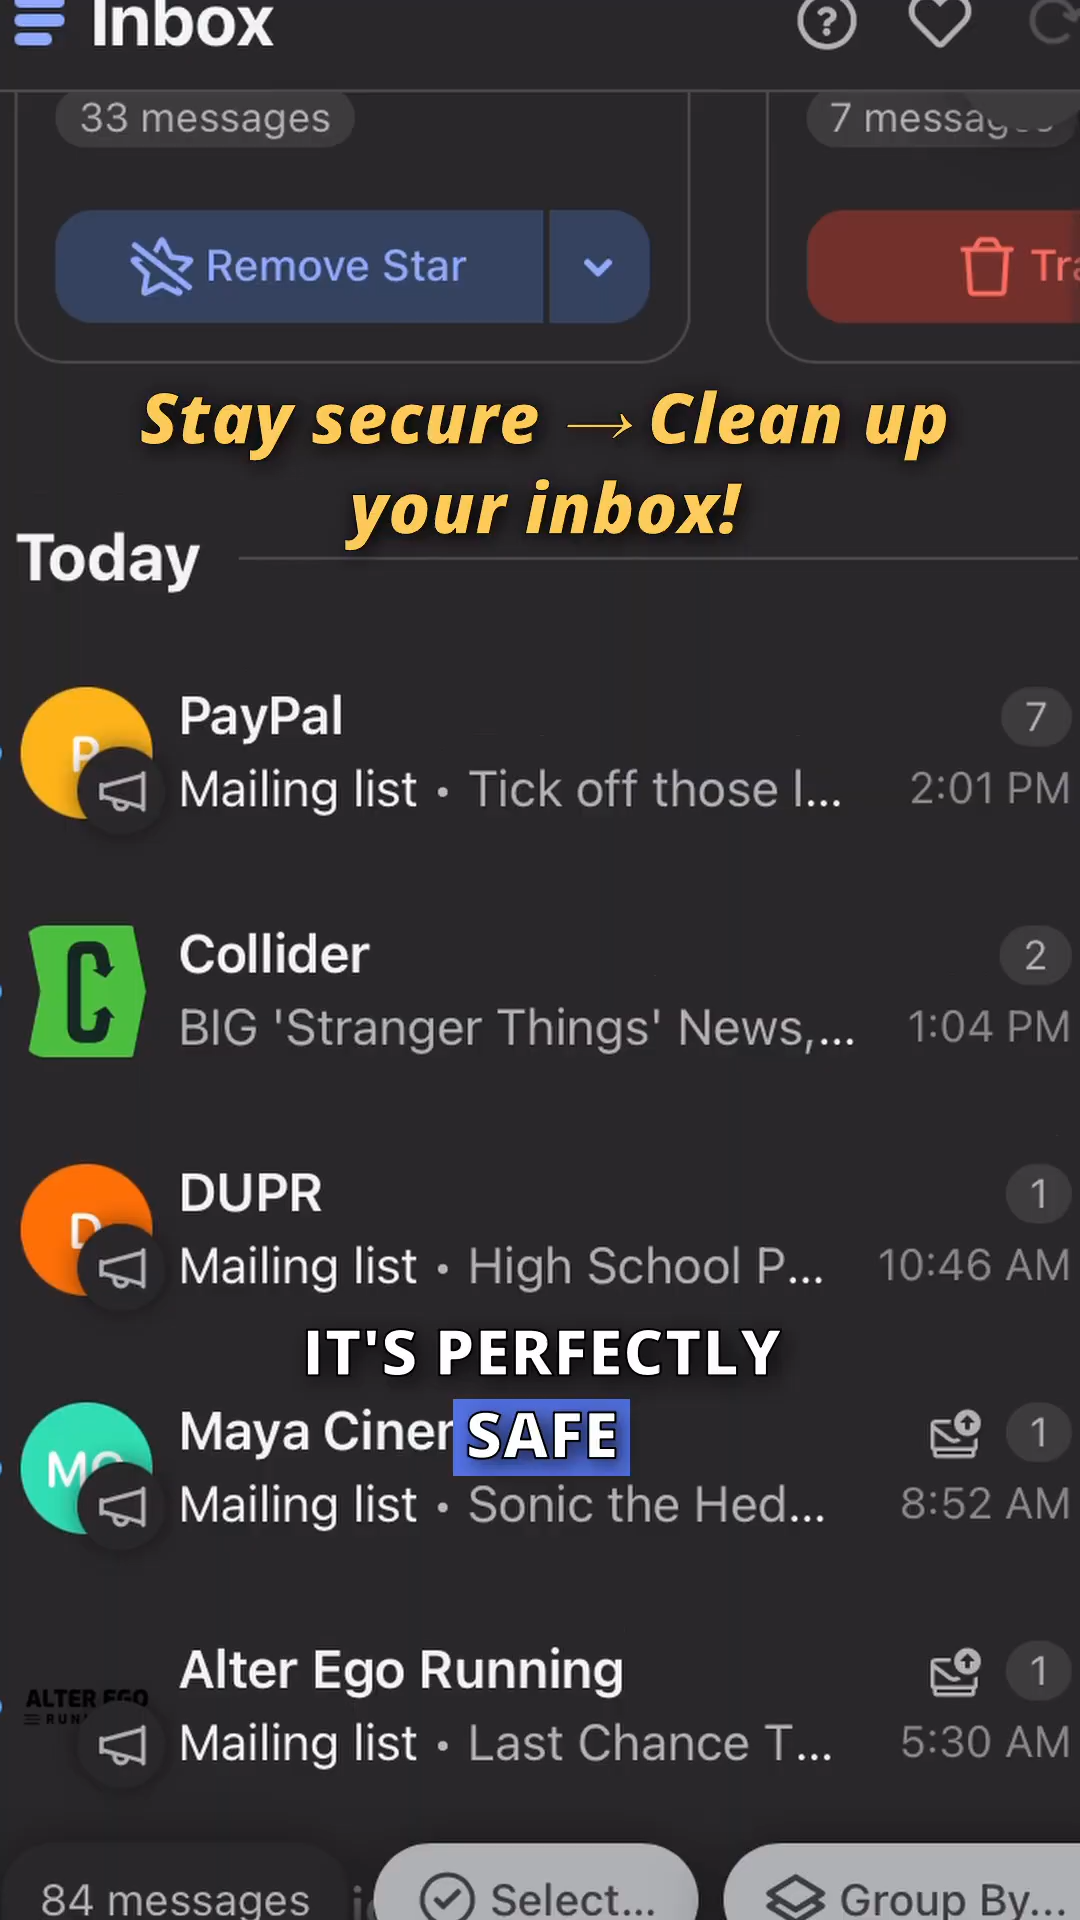 Inbox
33 messages
7 messages
Remove Star
Stay secure → Clean up
your inbox!
Today
P
PayPal
7
Mailing list • Tick off those l...
2:01 PM
C
Collider
2
BIG 'Stranger Things' News,...
1:04 PM
D
DUPR
1
Mailing list • High School P...
10:46 AM
IT'S PERFECTLY
SAFE
Maya
1
Mailing list • Sonic the Hed...
8:52 AM
Alter Ego Running
1
ALTER EGO
Mailing list • Last Chance T...
5:30 AM
84 messages
Select...
Group By...